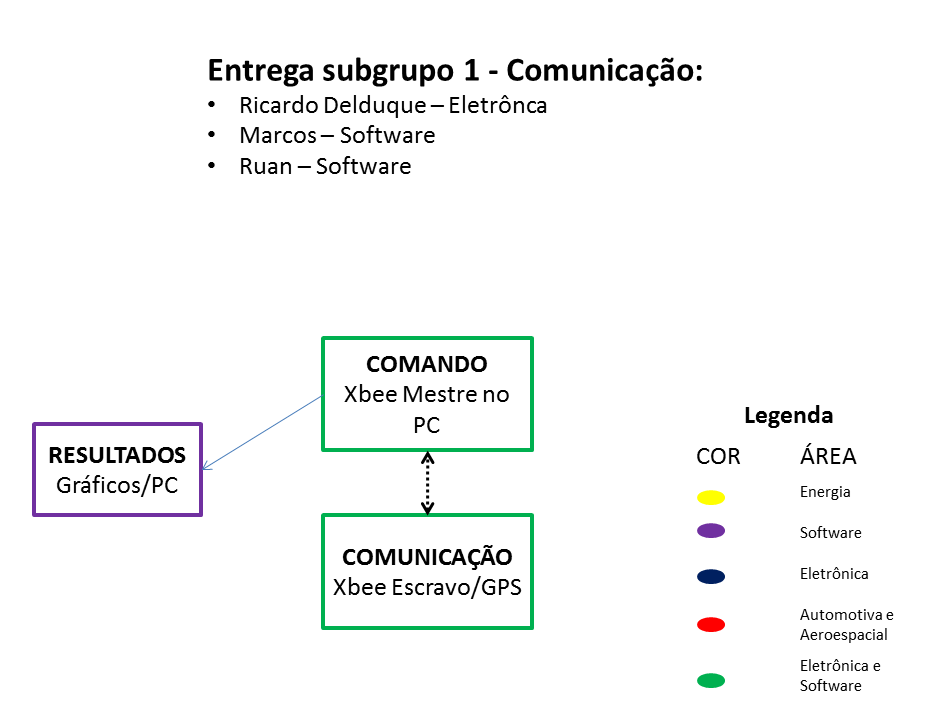 Entrega subgrupo 1 - Comunicação:
• Ricardo Delduque – Eletrônca
• Marcos – Software
• Ruan – Software
COMANDO
Xbee Mestre no
PC
RESULTADOS
Gráficos/PC
COMUNICAÇÃO
Xbee Escravo/GPS
Legenda
COR ÁREA
Energia
Software
Eletrônica
Automotiva e
Aeroespacial
Eletrônica e
Software